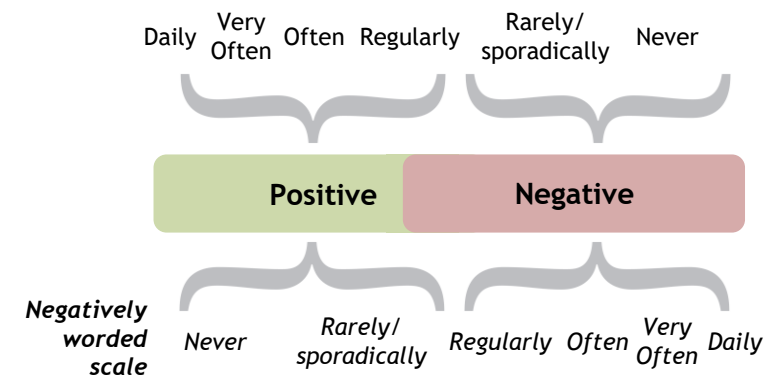 Daily Very Often Often Regularly Rarely/ sporadically Never
Positive Negative
Negatively worded scale
Never Rarely/ sporadically Regularly Often Very Often Daily